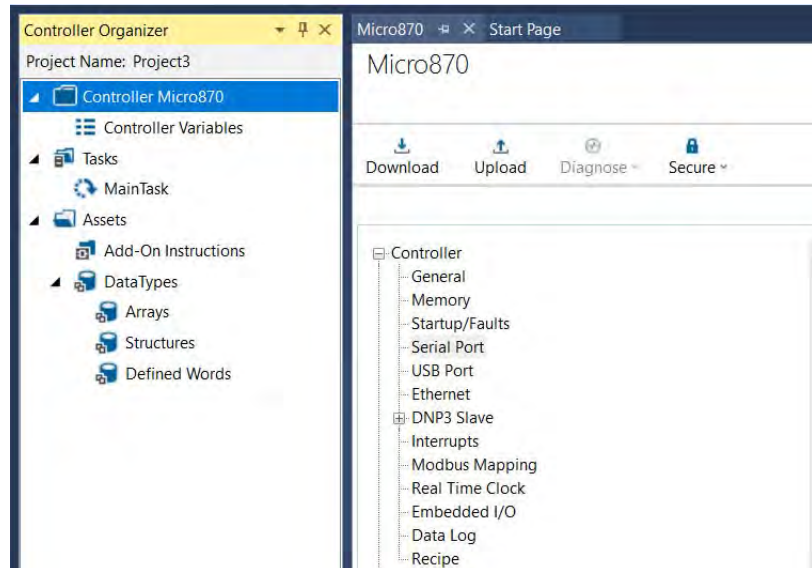 Controller Organizer
Project Name: Project3
Controller Micro870
Controller Variables
Tasks
MainTask
Assets
Add-On Instructions
DataTypes
Arrays
Structures
Defined Words
Micro870 Start Page
Micro870
Download Upload Diagnose Secure
Controller
General
Memory
Startup/Faults
Serial Port
USB Port
Ethernet
DNP3 Slave
Interrupts
Modbus Mapping
Real Time Clock
Embedded I/O
Data Log
Recipe